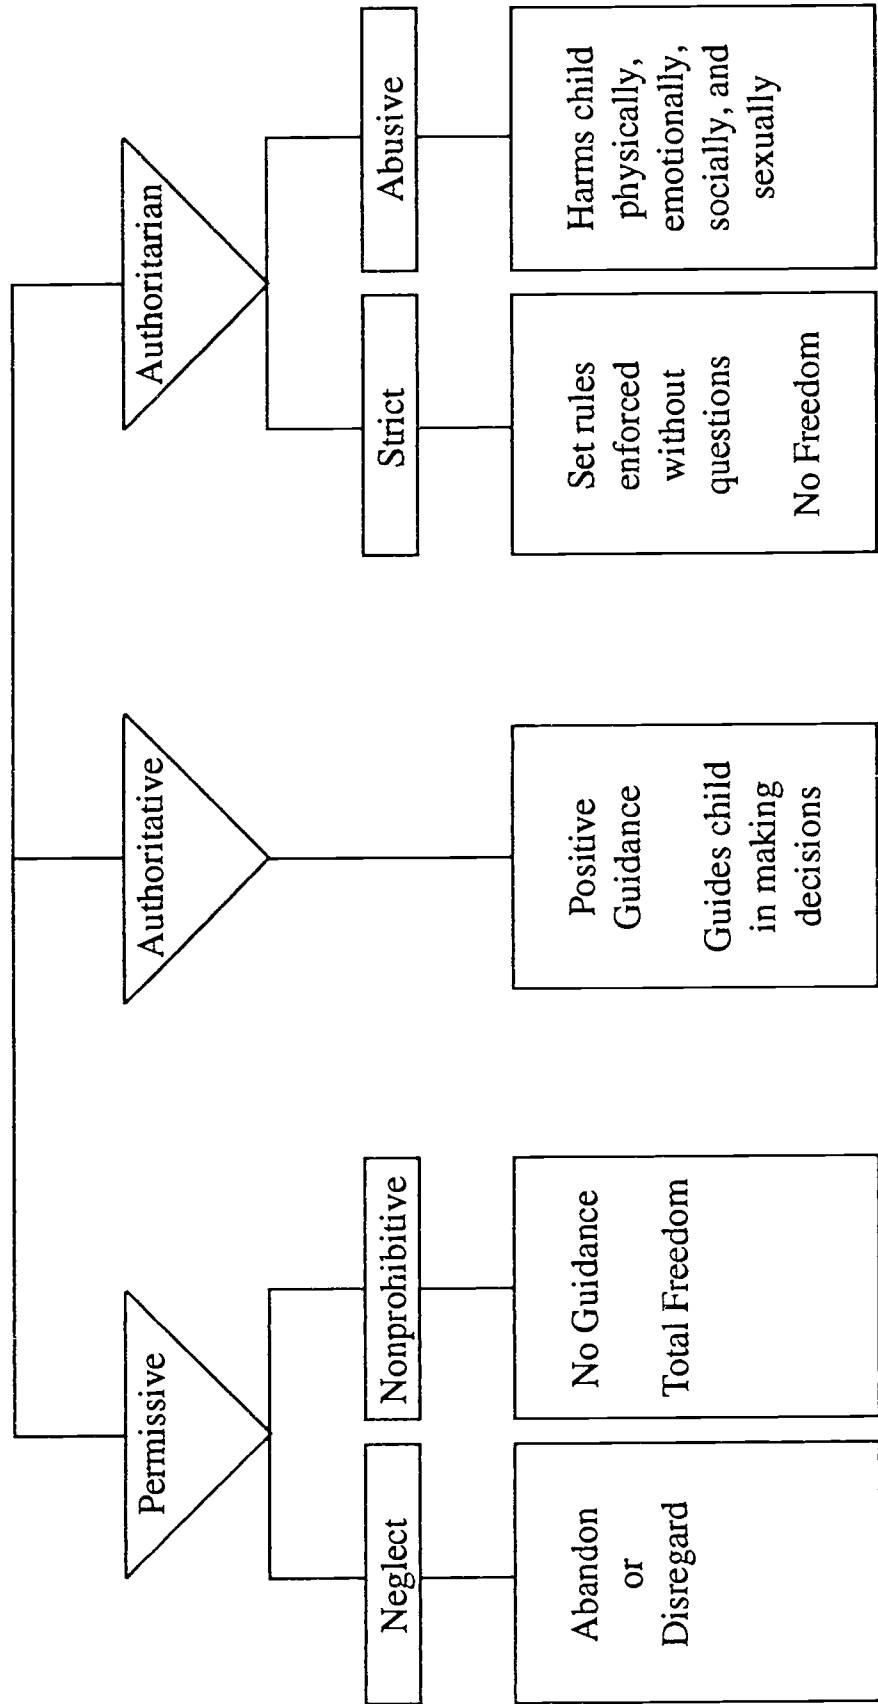 Permissive
Authoritative
Authoritarian
Neglect
Nonprohibitive
Strict
Abusive
Abandon
or
Disregard
No Guidance
Total Freedom
Positive
Guidance
Guides child
in making
decisions
Set rules
enforced
without
questions
No Freedom
Harms child
physically,
emotionally,
socially, and
sexually